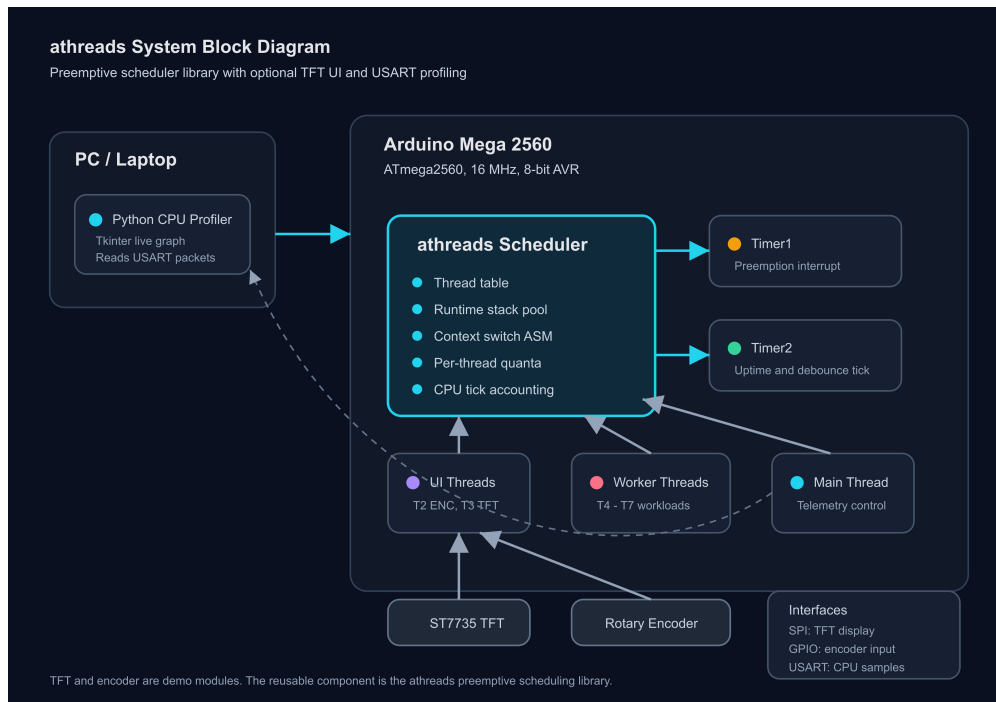 athreads System Block Diagram
Preemptive scheduler library with optional TFT UI and USART profiling
PC / Laptop
Python CPU Profiler
Tkinter live graph
Reads USART packets
Arduino Mega 2560
ATmega2560, 16 MHz, 8-bit AVR
athreads Scheduler
Thread table
Runtime stack pool
Context switch ASM
Per-thread quanta
CPU tick accounting
Timer1
Preemption interrupt
Timer2
Uptime and debounce tick
UI Threads
T2 ENC, T3 TFT
Worker Threads
T4 - T7 workloads
Main Thread
Telemetry control
ST7735 TFT
Rotary Encoder
Interfaces
SPI: TFT display
GPIO: encoder input
USART: CPU samples
TFT and encoder are demo modules. The reusable component is the athreads preemptive scheduling library.